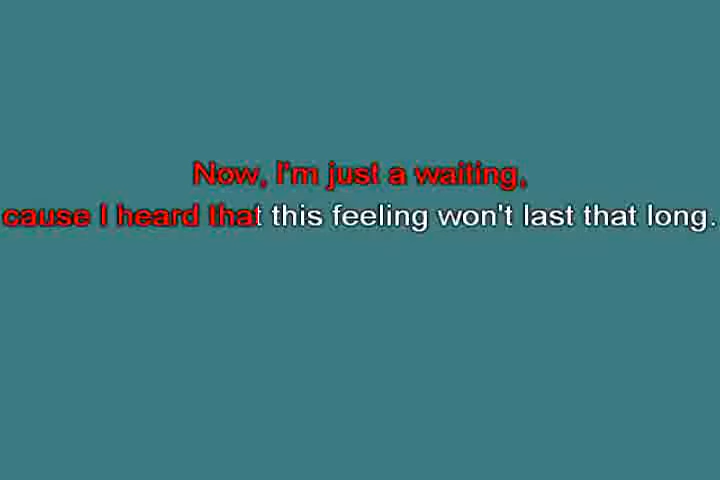 Now, I'm just a waiting,
cause I heard that this feeling won't last that long.